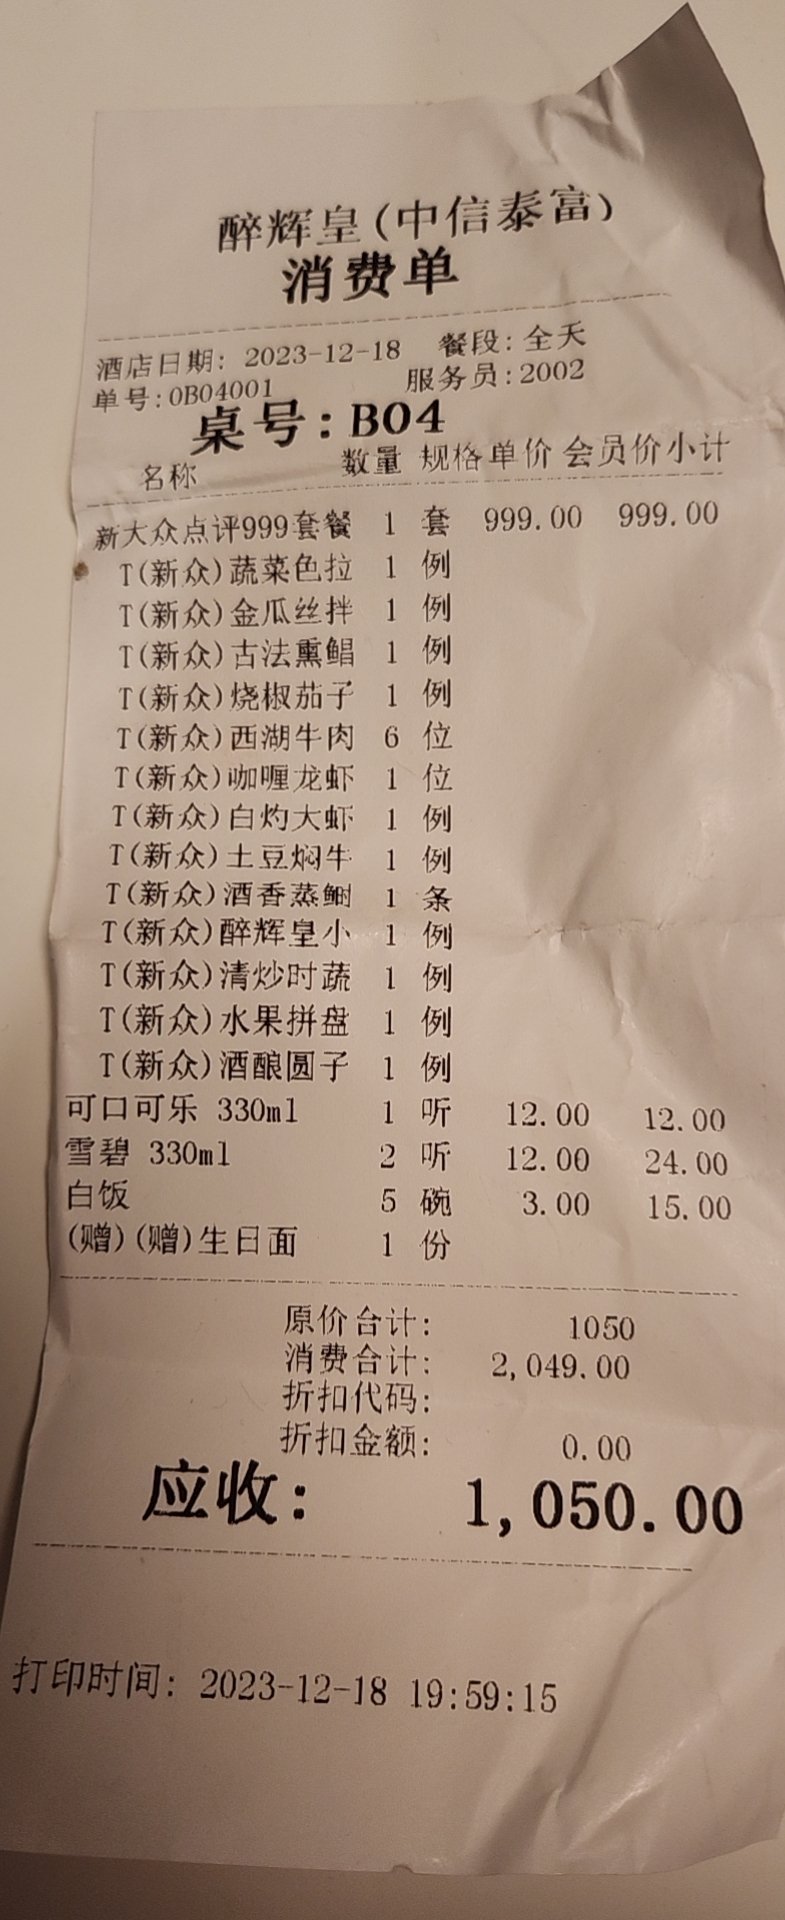 醉辉皇(中信泰富)
消费单
酒店日期: 2023-12-18 餐段: 全天
单号:0B04001 服务员:2002
桌号:B04
名称 数量 规格 单价 会员价 小计
新大众点评999套餐 1 套 999.00 999.00
T(新众)蔬菜色拉 1 例
T(新众)金瓜丝拌 1 例
T(新众)古法熏鲳 1 例
T(新众)烧椒茄子 1 例
T(新众)西湖牛肉 6 位
T(新众)咖喱龙虾 1 位
T(新众)白灼大虾 1 例
T(新众)土豆焖牛 1 例
T(新众)酒香蒸鲥 1 条
T(新众)醉辉皇小 1 例
T(新众)清炒时蔬 1 例
T(新众)水果拼盘 1 例
T(新众)酒酿圆子 1 例
可口可乐 330ml 1 听 12.00 12.00
雪碧 330ml 2 听 12.00 24.00
白饭 5 碗 3.00 15.00
(赠)(赠)生日面 1 份
原价合计: 1050
消费合计: 2,049.00
折扣代码:
折扣金额: 0.00
应收: 1,050.00
打印时间: 2023-12-18 19:59:15